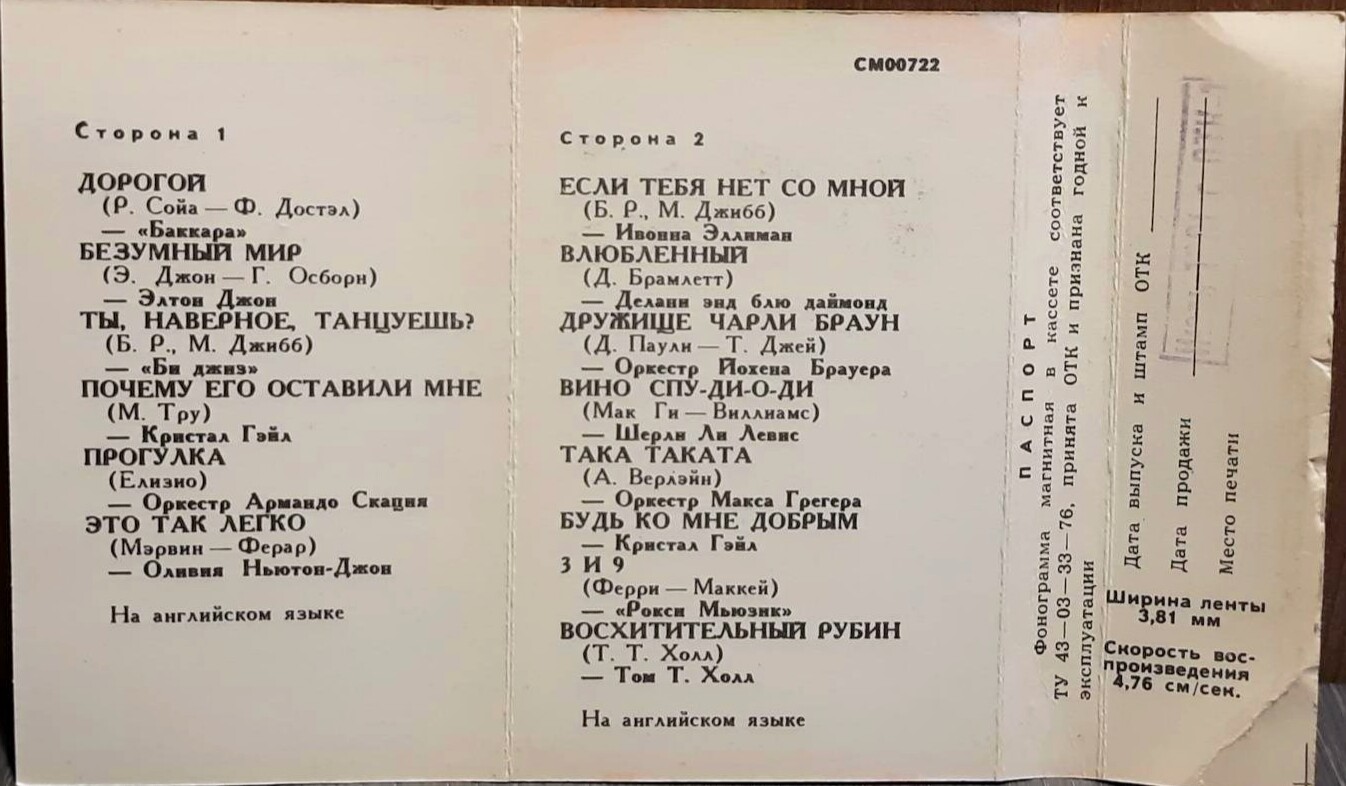 СМ00722
Сторона 1
ДОРОГОЙ
(Р. Сойа — Ф. Достэл)
— «Баккара»
БЕЗУМНЫЙ МИР
(Э. Джон — Г. Осборн)
— Элтон Джон
ТЫ, НАВЕРНОЕ, ТАНЦУЕШЬ?
(Б. Р., М. Джибб)
— «Би джиз»
ПОЧЕМУ ЕГО ОСТАВИЛИ МНЕ
(М. Тру)
— Кристал Гэйл
ПРОГУЛКА
(Елизио)
— Оркестр Армандо Скация
ЭТО ТАК ЛЕГКО
(Мэрвин — Ферар)
— Оливия Ньютон-Джон
На английском языке
Сторона 2
ЕСЛИ ТЕБЯ НЕТ СО МНОЙ
(Б. Р., М. Джибб)
— Ивонна Эллиман
ВЛЮБЛЕННЫЙ
(Д. Брамлетт)
— Делани энд блю даймонд
ДРУЖИЩЕ ЧАРЛИ БРАУН
(Д. Паули — Т. Джей)
— Оркестр Йохена Брауера
ВИНО СПУ-ДИ-О-ДИ
(Мак Ги — Виллиамс)
— Шерли Ли Левис
ТАКА ТАКАТА
(А. Верлэйн)
— Оркестр Макса Грегера
БУДЬ КО МНЕ ДОБРЫМ
— Кристал Гэйл
3 И 9
(Ферри — Маккей)
— «Рокси Мьюзик»
ВОСХИТИТЕЛЬНЫЙ РУБИН
(Т. Т. Холл)
— Том Т. Холл
На английском языке
ПАСПОРТ
Фонограмма магнитная в кассете соответствует
ТУ 43—03—33—76, принята ОТК и признана годной к
эксплуатации
Дата выпуска и штамп ОТК
Дата продажи
Место печати
Ширина ленты
3,81 мм
Скорость вос-
произведения
4,76 см/сек.